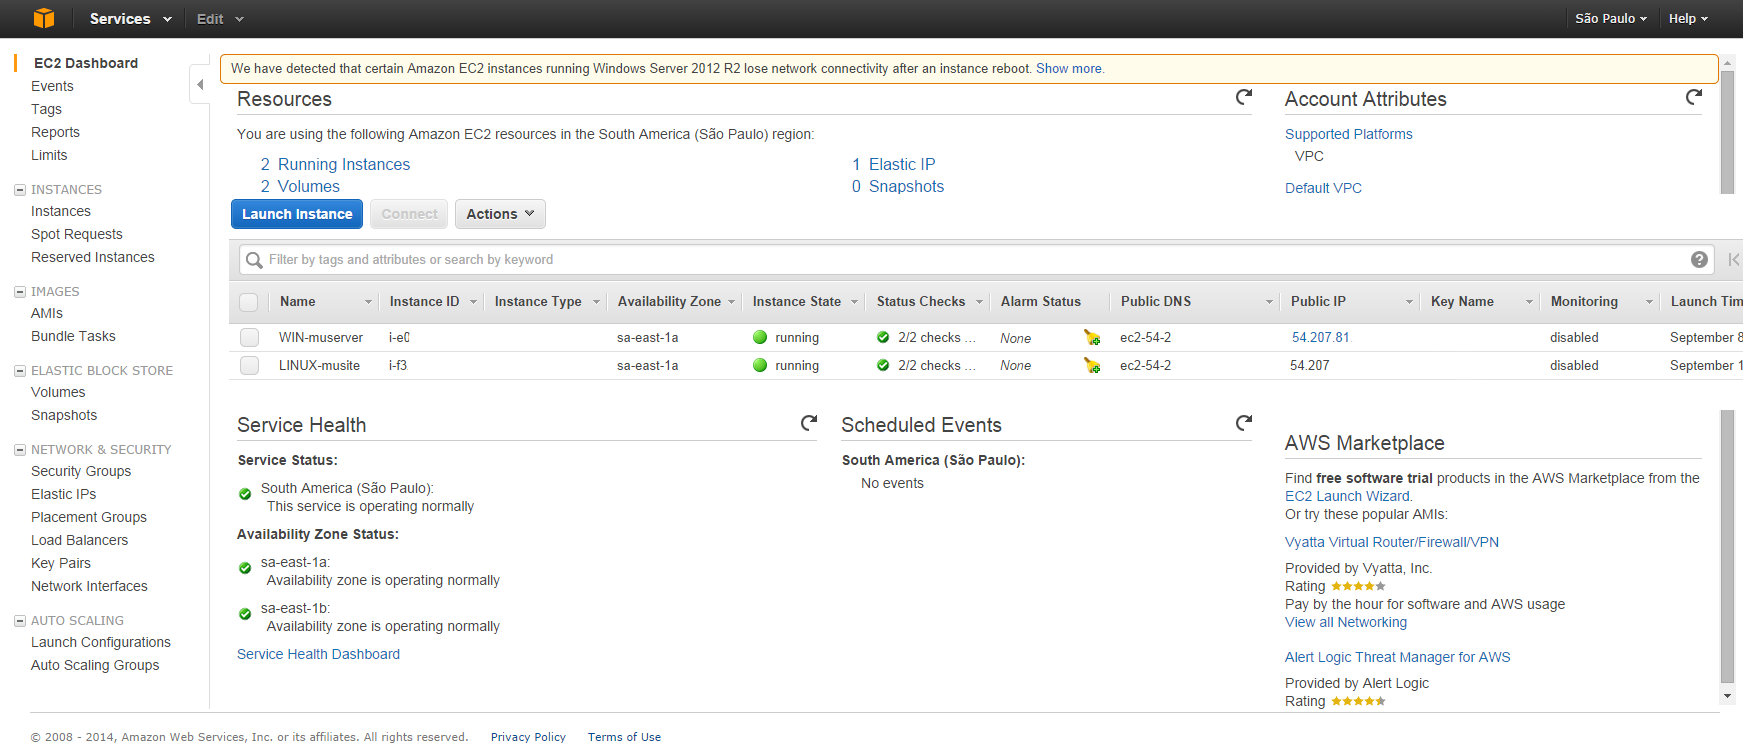 Services Edit São Paulo Help
EC2 Dashboard
Events
Tags
Reports
Limits
INSTANCES
Instances
Spot Requests
Reserved Instances
IMAGES
AMIs
Bundle Tasks
ELASTIC BLOCK STORE
Volumes
Snapshots
NETWORK & SECURITY
Security Groups
Elastic IPs
Placement Groups
Load Balancers
Key Pairs
Network Interfaces
AUTO SCALING
Launch Configurations
Auto Scaling Groups
We have detected that certain Amazon EC2 instances running Windows Server 2012 R2 lose network connectivity after an instance reboot. Show more.
Resources
You are using the following Amazon EC2 resources in the South America (São Paulo) region:
2 Running Instances 1 Elastic IP
2 Volumes 0 Snapshots
Account Attributes
Supported Platforms
VPC
Default VPC
Launch Instance Connect Actions
Filter by tags and attributes or search by keyword
Name Instance ID Instance Type Availability Zone Instance State Status Checks Alarm Status Public DNS Public IP Key Name Monitoring Launch Tim
WIN-muserver i-e0 sa-east-1a running 2/2 checks ... None ec2-54-2 54.207.81 disabled September 8
LINUX-musite i-f3 sa-east-1a running 2/2 checks ... None ec2-54-2 54.207 disabled September 1
Service Health
Service Status:
South America (São Paulo):
This service is operating normally
Availability Zone Status:
sa-east-1a:
Availability zone is operating normally
sa-east-1b:
Availability zone is operating normally
Service Health Dashboard
Scheduled Events
South America (São Paulo):
No events
AWS Marketplace
Find free software trial products in the AWS Marketplace from the
EC2 Launch Wizard.
Or try these popular AMIs:
Vyatta Virtual Router/Firewall/VPN
Provided by Vyatta, Inc.
Rating
Pay by the hour for software and AWS usage
View all Networking
Alert Logic Threat Manager for AWS
Provided by Alert Logic
Rating
© 2008 - 2014, Amazon Web Services, Inc. or its affiliates. All rights reserved. Privacy Policy Terms of Use